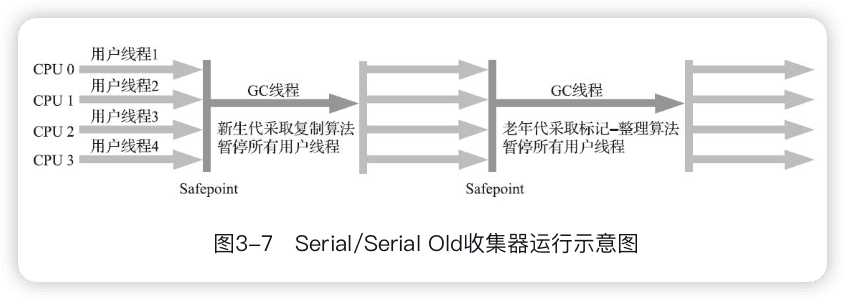 用户线程1
CPU 0
用户线程2
CPU 1
用户线程3
CPU 2
用户线程4
CPU 3
Safepoint
GC线程
新生代采取复制算法
暂停所有用户线程
Safepoint
GC线程
老年代采取标记–整理算法
暂停所有用户线程
图3–7 Serial/Serial Old收集器运行示意图